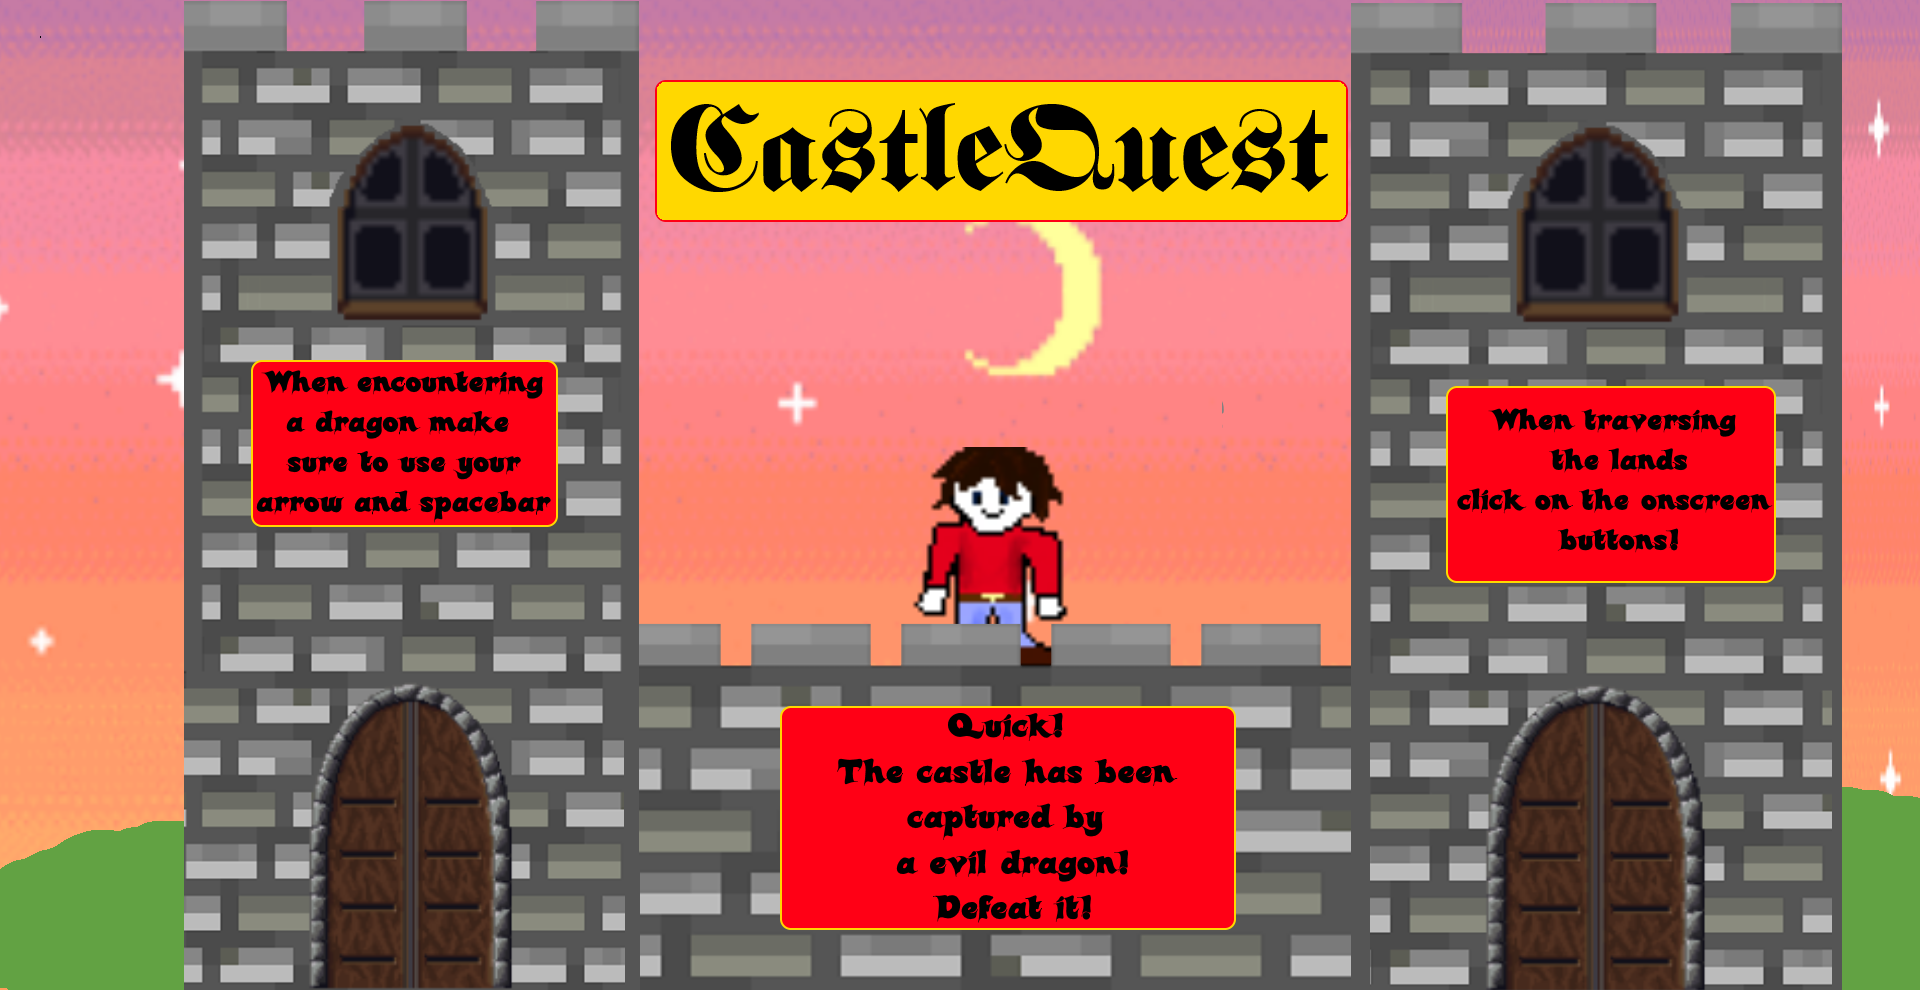 CastleQuest
When encountering
a dragon make
sure to use your
arrow and spacebar
When traversing
the lands
click on the onscreen
buttons!
Quick!
The castle has been
captured by
a evil dragon!
Defeat it!